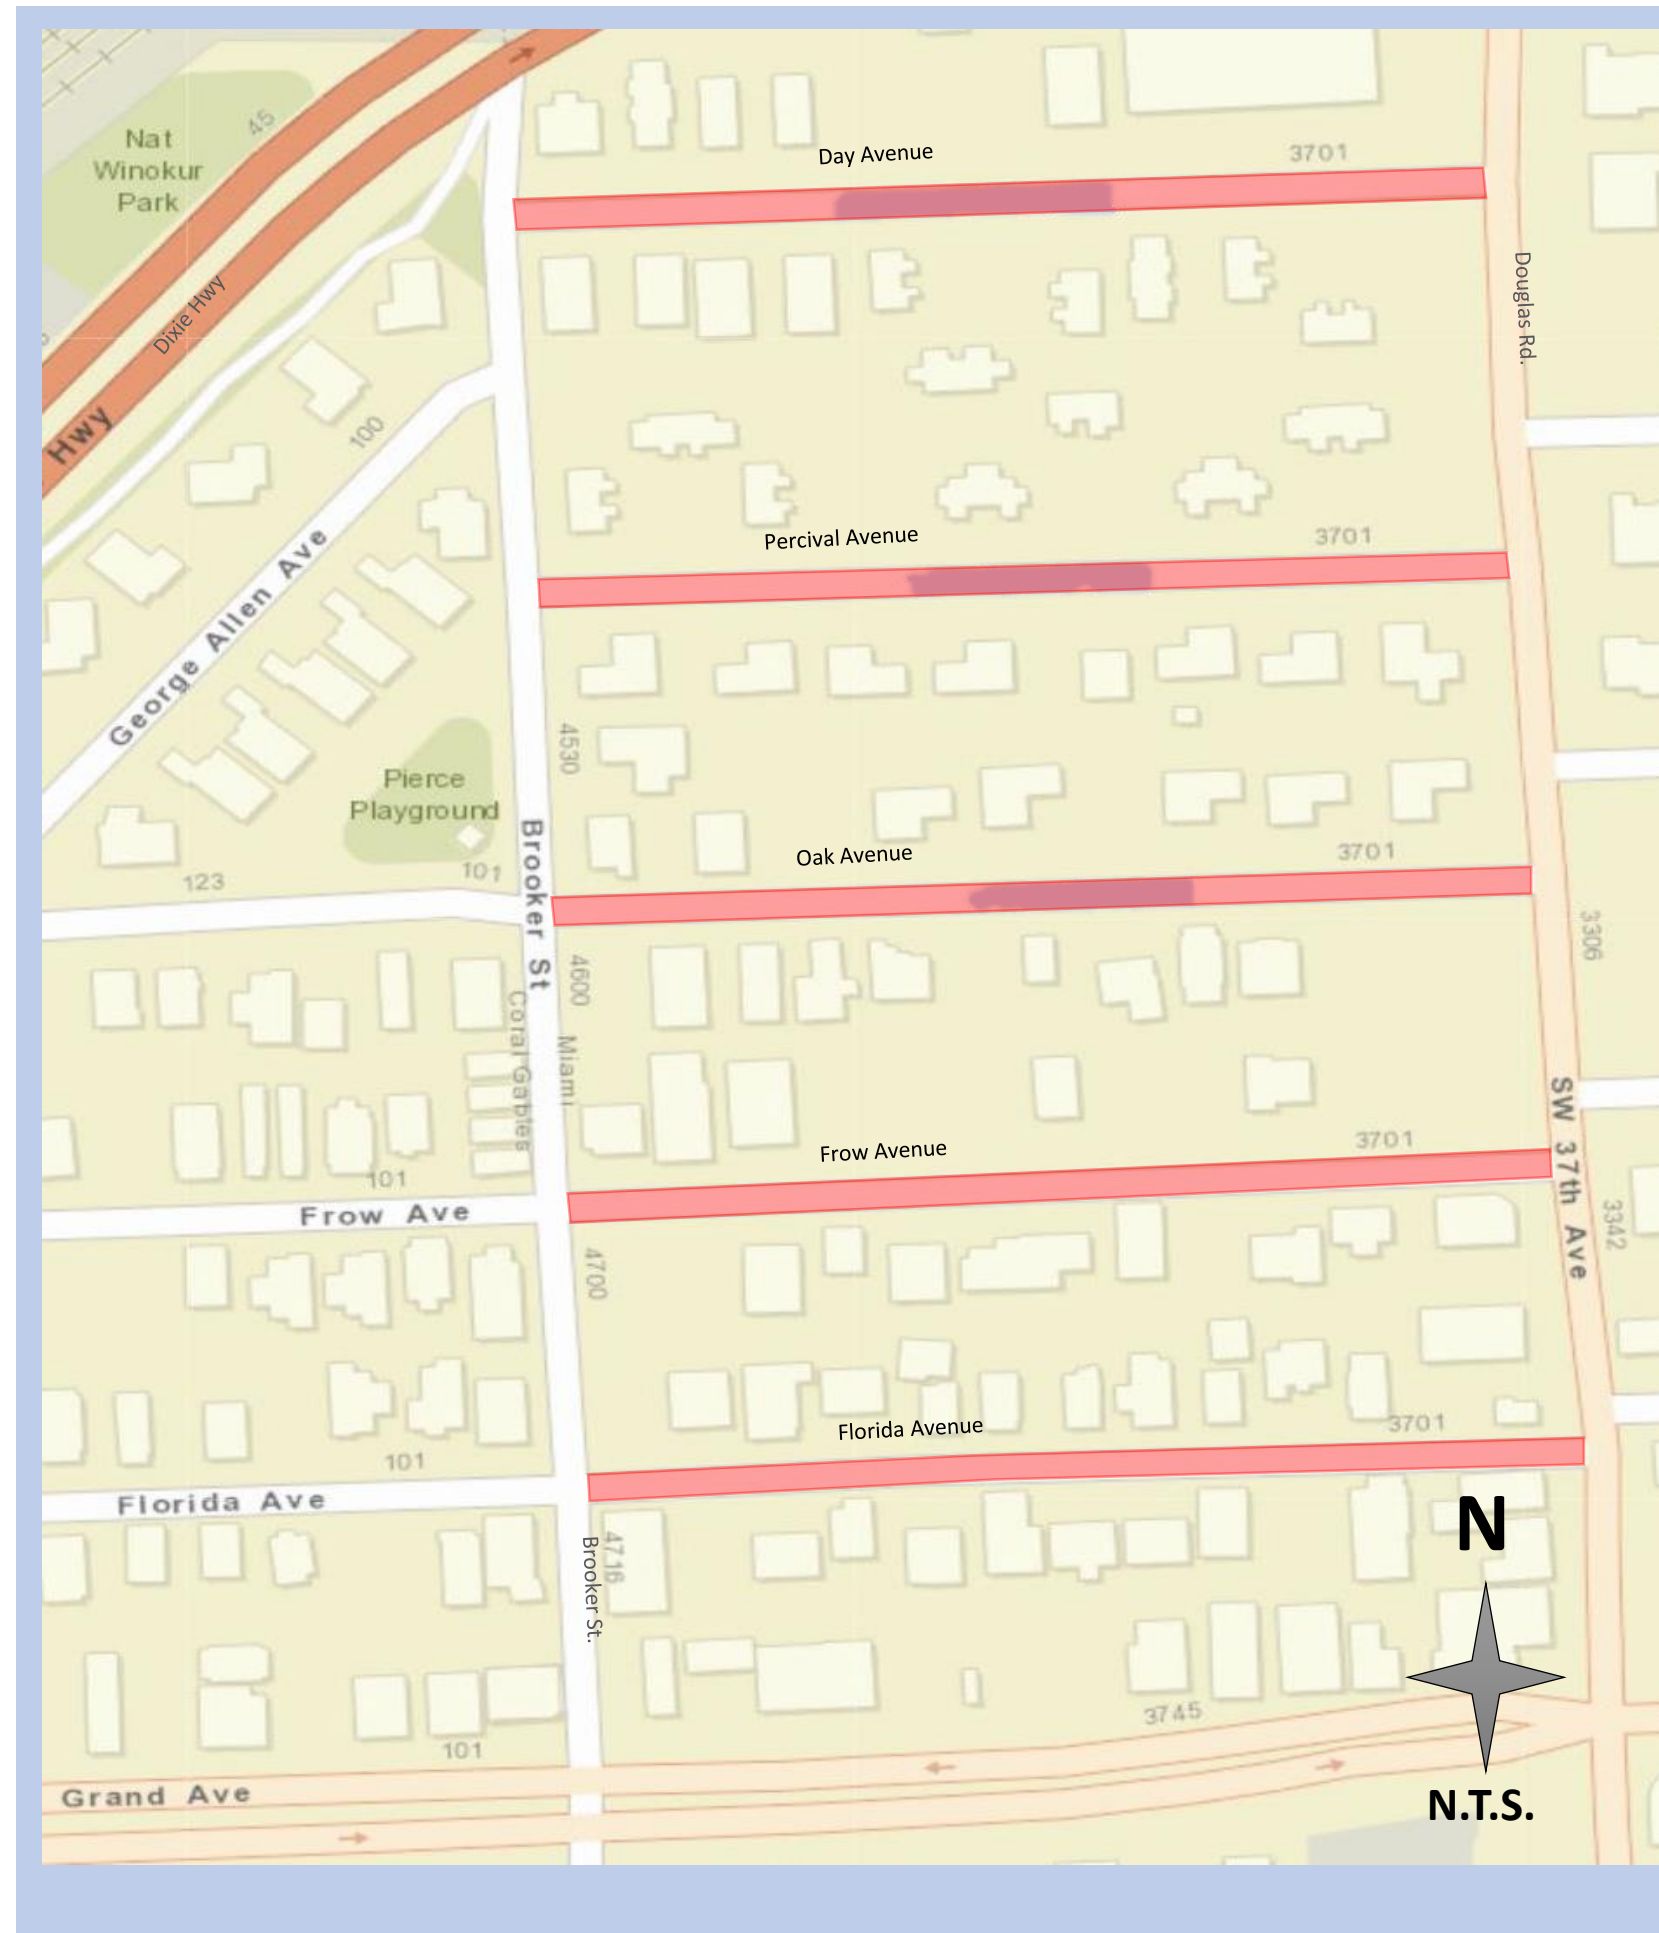 Day Avenue
3701
45
Nat
Winokur
Park
Dixie Hwy
Hwy
100
Douglas Rd.
Percival Avenue
3701
George Allen Ave
4530
Pierce
Playground
Brooker St
Oak Avenue
3701
123
101
4600
3306
Coral Gables
Miami
SW 37th Ave
Frow Avenue
3701
101
Frow Ave
4700
3342
Florida Avenue
3701
101
Florida Ave
N
4716
Brooker St.
3745
101
Grand Ave
N.T.S.